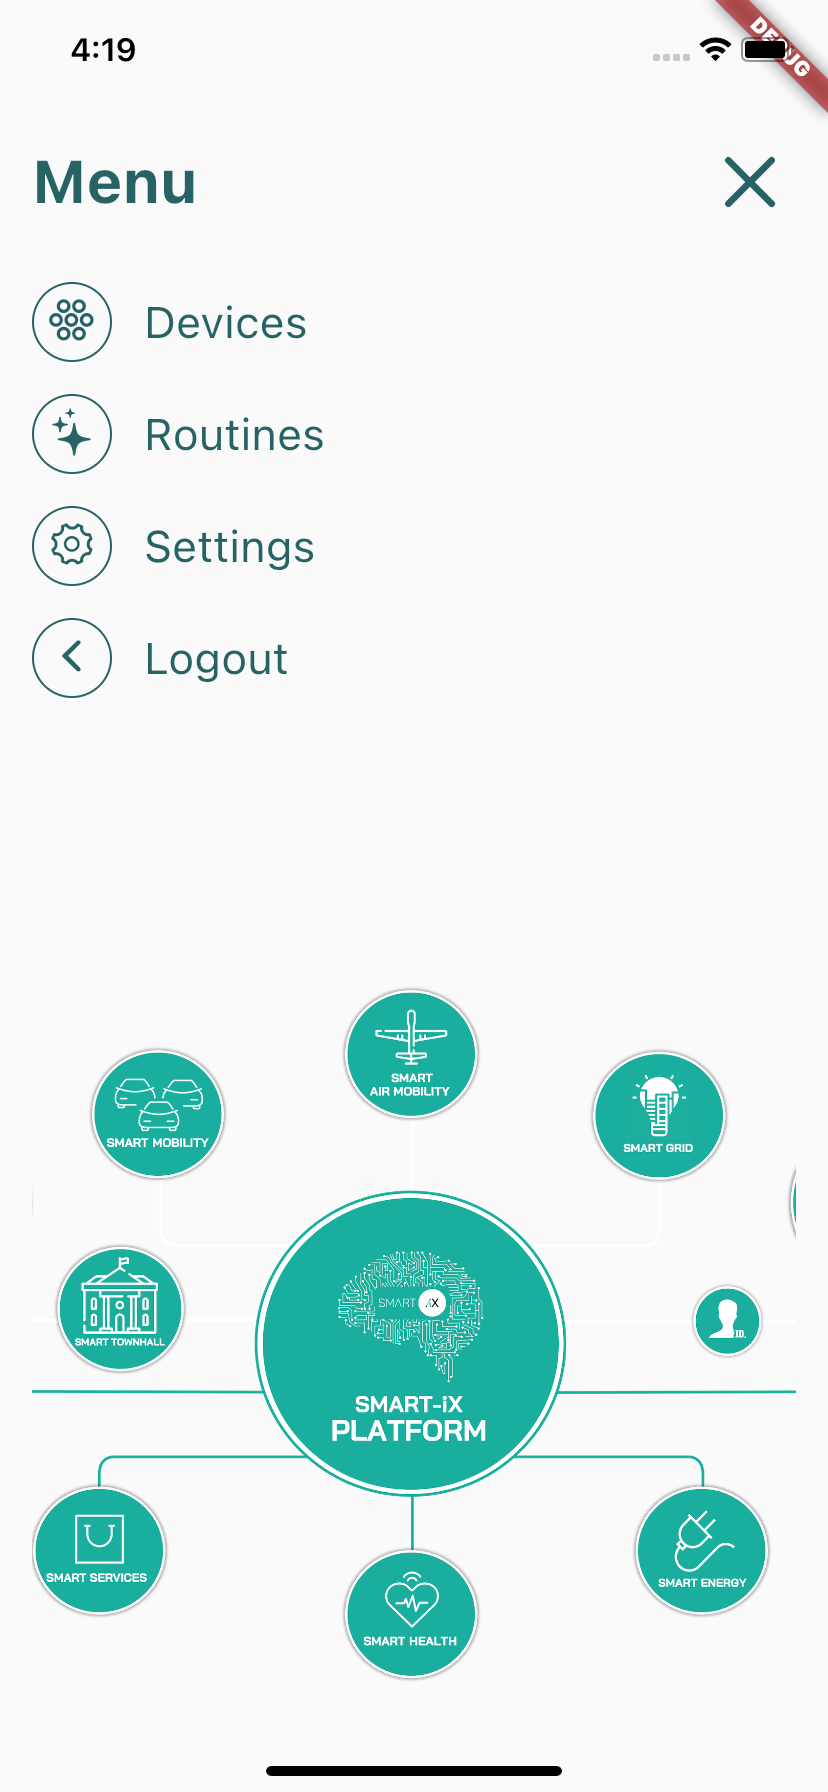 4:19
DEBUG
Menu
Devices
Routines
Settings
Logout
SMART
AIR MOBILITY
SMART MOBILITY
SMART GRID
SMART iX
SMART TOWNHALL
ID.
SMART-iX
PLATFORM
SMART SERVICES
SMART ENERGY
SMART HEALTH